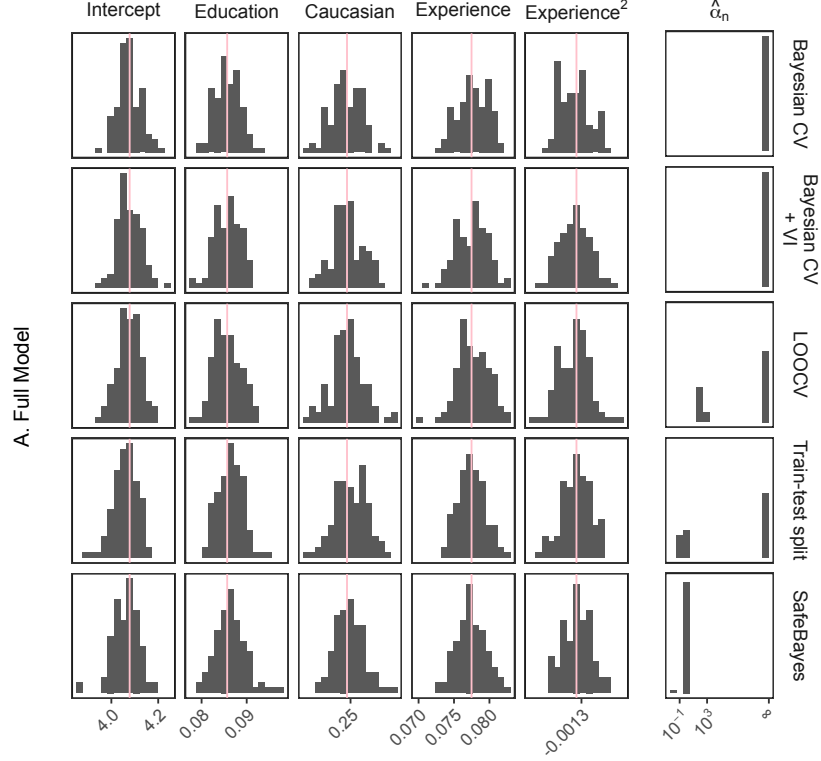 Intercept
Education
Caucasian
Experience
Experience²
α̂ₙ
Bayesian CV
Bayesian CV
+ VI
LOOCV
Train-test split
SafeBayes
A. Full Model
4.0
4.2
0.08
0.09
0.25
0.070
0.075
0.080
-0.0013
10⁻¹
10³
∞